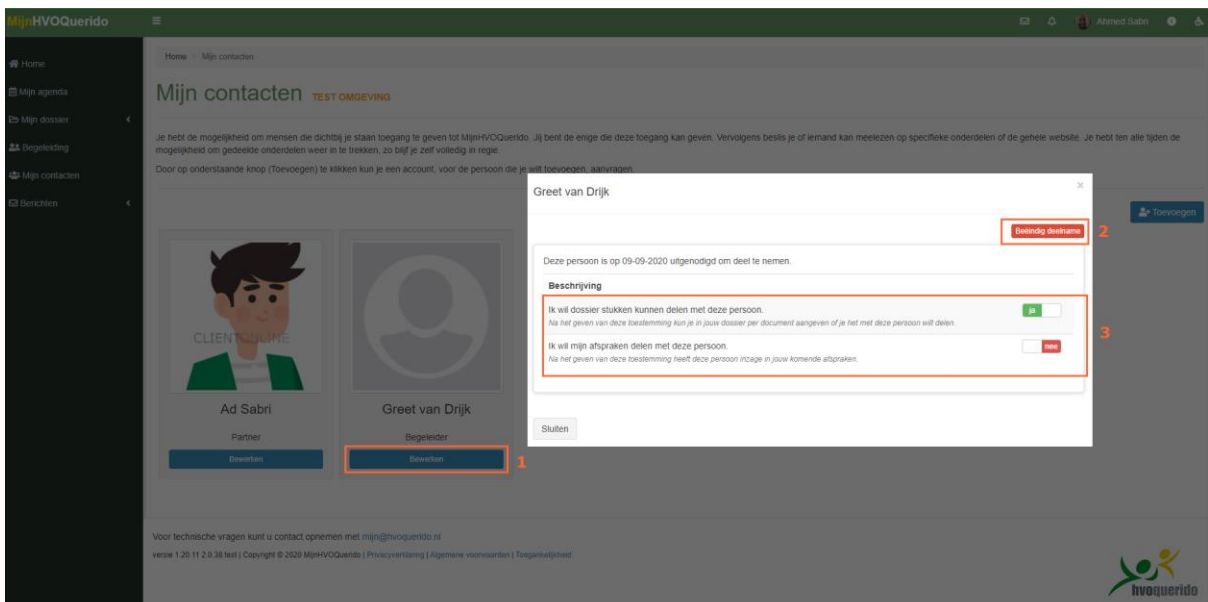 MijnHVOQuerido
Ahmed Sabri
Home
Mijn agenda
Mijn dossier
Begeleiding
Mijn contacten
Berichten
Home Mijn contacten
Mijn contacten TEST OMGEVING
Je hebt de mogelijkheid om mensen die dichtbij je staan toegang te geven tot MijnHVOQuerido. Jij bent de enige die deze toegang kan geven. Vervolgens beslis je of iemand kan meelezen op specifieke onderdelen of de gehele website. Je hebt ten alle tijden de
mogelijkheid om gedeelde onderdelen weer in te trekken, zo blijf je zelf volledig in regie.
Door op onderstaande knop (Toevoegen) te klikken kun je een account, voor de persoon die je wilt toevoegen, aanvragen.
Toevoegen
Greet van Drijk
×
Beëindig deelname
2
Deze persoon is op 09-09-2020 uitgenodigd om deel te nemen.
Beschrijving
Ik wil dossier stukken kunnen delen met deze persoon.
ja
Na het geven van deze toestemming kun je in jouw dossier per document aangeven of je het met deze persoon wilt delen.
3
Ik wil mijn afspraken delen met deze persoon.
nee
Na het geven van deze toestemming heeft deze persoon inzage in jouw komende afspraken.
Sluiten
CLIENTONLINE
Ad Sabri
Partner
Bewerken
Greet van Drijk
Begeleider
Bewerken
1
Voor technische vragen kunt u contact opnemen met mijn@hvoquerido.nl
versie 1.20.11 2.0.38 test | Copyright © 2020 MijnHVOQuerido | Privacyverklaring | Algemene voorwaarden | Toegankelijkheid
hvoquerido